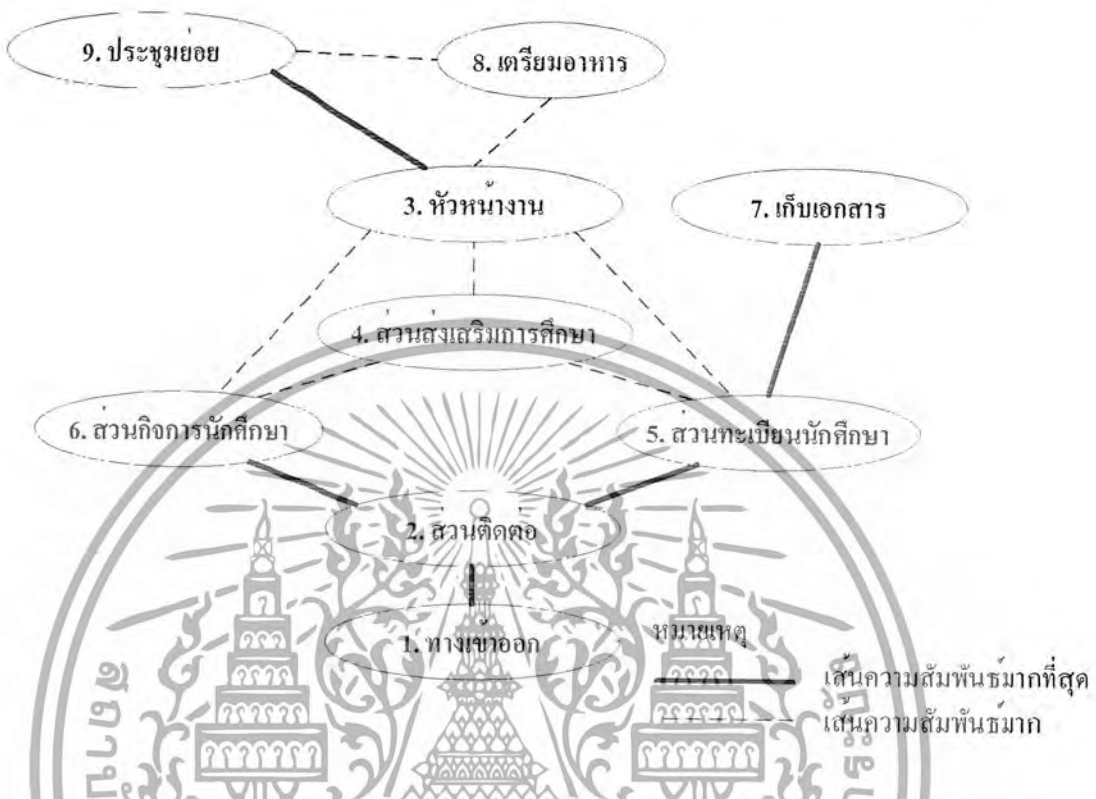 9. ประชุมย่อย
8. เตรียมอาหาร
3. หัวหน้างาน
7. เก็บเอกสาร
4. ส่วนส่งเสริมการศึกษา
6. ส่วนกิจการนักศึกษา
5. ส่วนทะเบียนนักศึกษา
2. ส่วนติดต่อ
1. ทางเข้าออก
หมายเหตุ
เส้นความสัมพันธ์มากที่สุด
เส้นความสัมพันธ์มาก